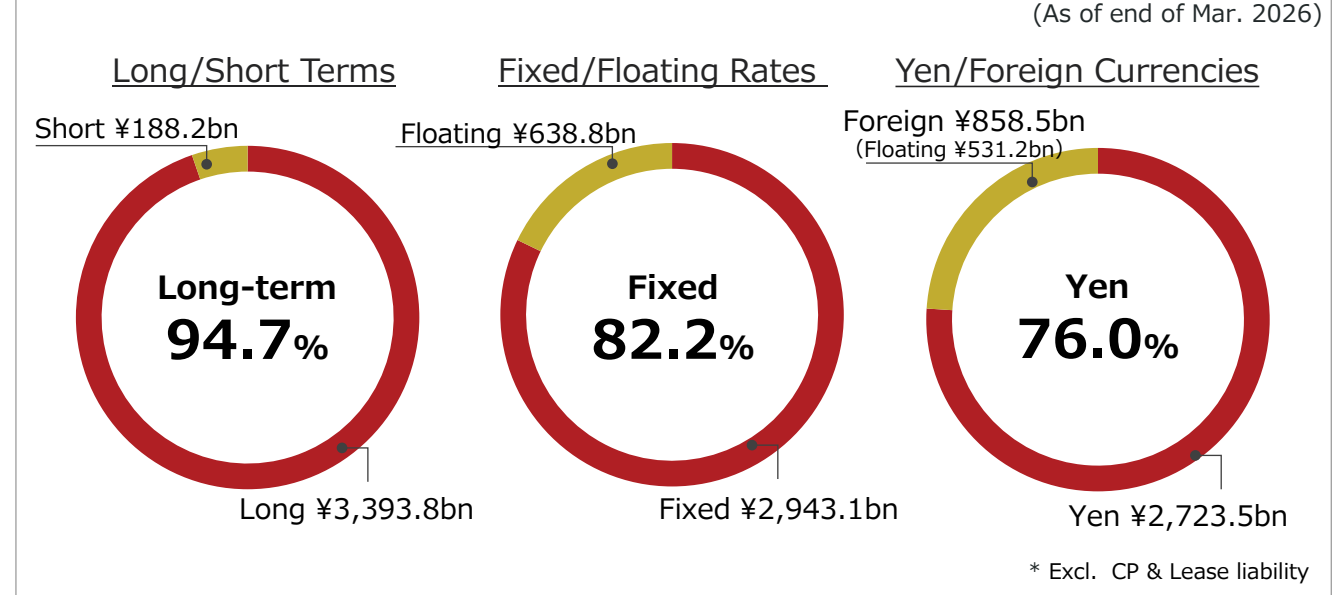 (As of end of Mar. 2026)
Long/Short Terms
Short ¥188.2bn
Long-term
94.7%
Long ¥3,393.8bn
Fixed/Floating Rates
Floating ¥638.8bn
Fixed
82.2%
Fixed ¥2,943.1bn
Yen/Foreign Currencies
Foreign ¥858.5bn
(Floating ¥531.2bn)
Yen
76.0%
Yen ¥2,723.5bn
* Excl. CP & Lease liability